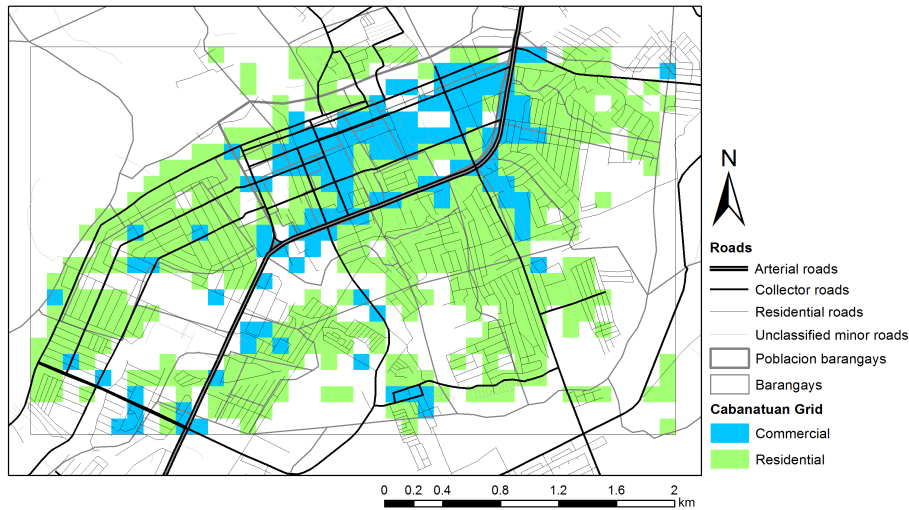 N
Roads
Arterial roads
Collector roads
Residential roads
Unclassified minor roads
Poblacion barangays
Barangays
Cabanatuan Grid
Commercial
Residential
0 0.2 0.4 0.8 1.2 1.6 2
km